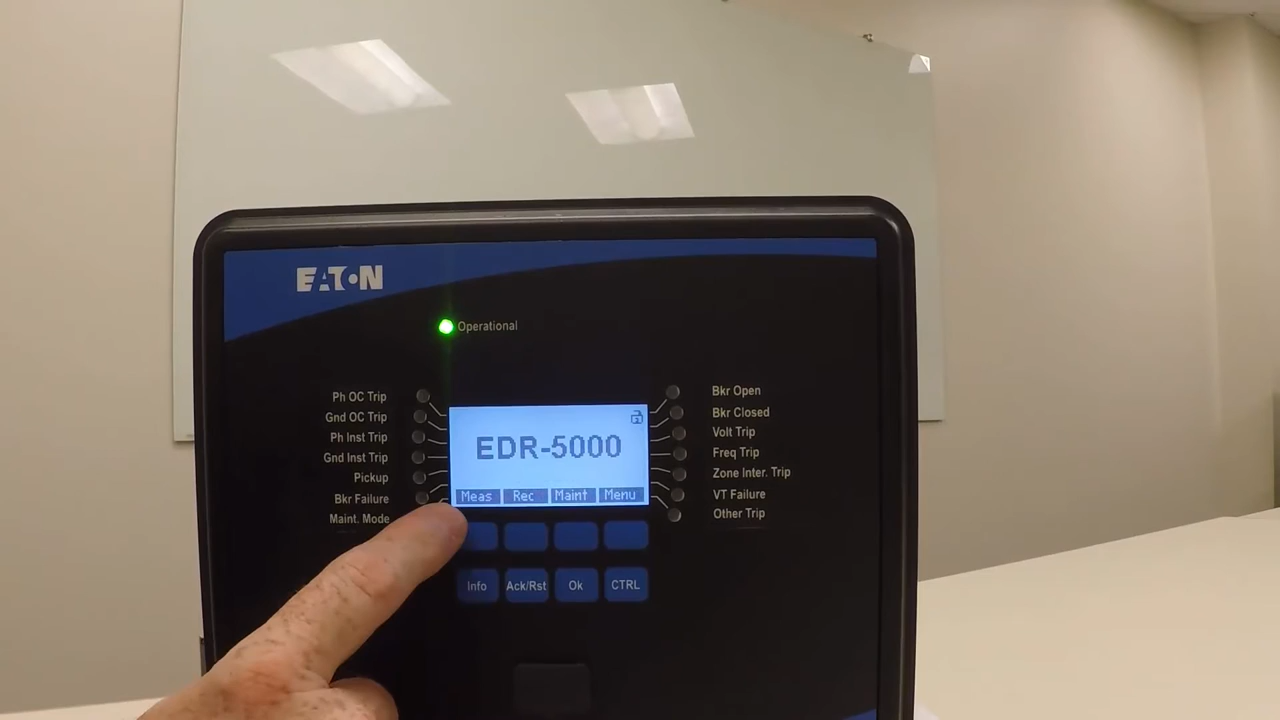 EATON
Operational
Ph OC Trip
Gnd OC Trip
Ph Inst Trip
Gnd Inst Trip
Pickup
Bkr Failure
Maint. Mode
EDR-5000
Meas Rec Maint Menu
Bkr Open
Bkr Closed
Volt Trip
Freq Trip
Zone Inter. Trip
VT Failure
Other Trip
Info Ack/Rst Ok CTRL